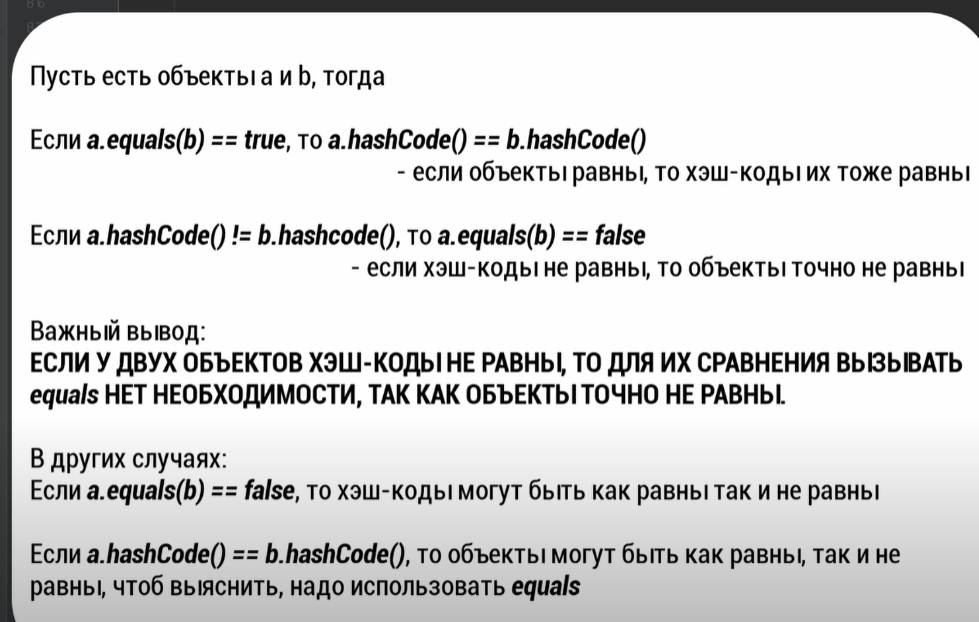 86
Пусть есть объекты a и b, тогда
Если a.equals(b) == true, то a.hashCode() == b.hashCode()
- если объекты равны, то хэш-коды их тоже равны
Если a.hashCode() != b.hashcode(), то a.equals(b) == false
- если хэш-коды не равны, то объекты точно не равны
Важный вывод:
ЕСЛИ У ДВУХ ОБЪЕКТОВ ХЭШ-КОДЫ НЕ РАВНЫ, ТО ДЛЯ ИХ СРАВНЕНИЯ ВЫЗЫВАТЬ
equals НЕТ НЕОБХОДИМОСТИ, ТАК КАК ОБЪЕКТЫ ТОЧНО НЕ РАВНЫ.
В других случаях:
Если a.equals(b) == false, то хэш-коды могут быть как равны так и не равны
Если a.hashCode() == b.hashCode(), то объекты могут быть как равны, так и не
равны, чтоб выяснить, надо использовать equals